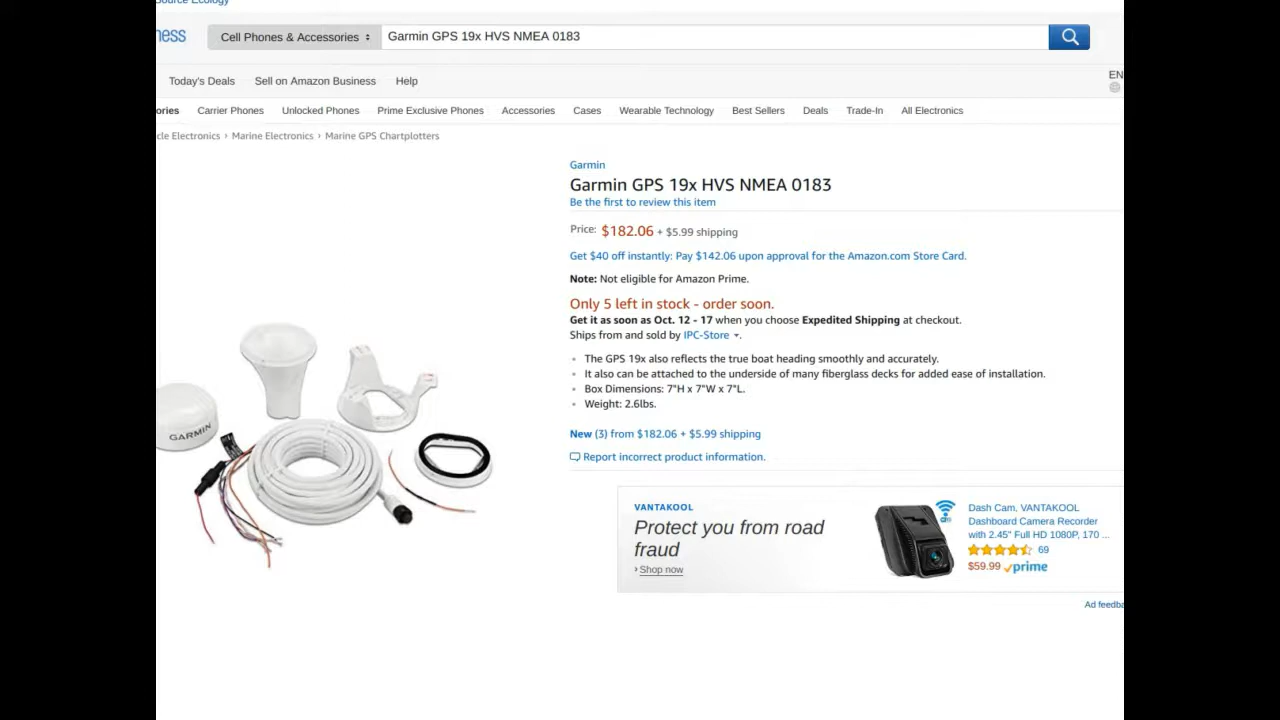 Source Ecology
ness
Cell Phones & Accessories
Garmin GPS 19x HVS NMEA 0183
Today's Deals Sell on Amazon Business Help
EN
ories Carrier Phones Unlocked Phones Prime Exclusive Phones Accessories Cases Wearable Technology Best Sellers Deals Trade-In All Electronics
cle Electronics › Marine Electronics › Marine GPS Chartplotters
Garmin
Garmin GPS 19x HVS NMEA 0183
Be the first to review this item
Price: $182.06 + $5.99 shipping
Get $40 off instantly: Pay $142.06 upon approval for the Amazon.com Store Card.
Note: Not eligible for Amazon Prime.
Only 5 left in stock - order soon.
Get it as soon as Oct. 12 - 17 when you choose Expedited Shipping at checkout.
Ships from and sold by IPC-Store.
• The GPS 19x also reflects the true boat heading smoothly and accurately.
• It also can be attached to the underside of many fiberglass decks for added ease of installation.
• Box Dimensions: 7"H x 7"W x 7"L.
• Weight: 2.6lbs.
New (3) from $182.06 + $5.99 shipping
Report incorrect product information.
GARMIN
VANTAKOOL
Protect you from road
fraud
› Shop now
Dash Cam, VANTAKOOL
Dashboard Camera Recorder
with 2.45" Full HD 1080P, 170 ...
69
$59.99 prime
Ad feedba